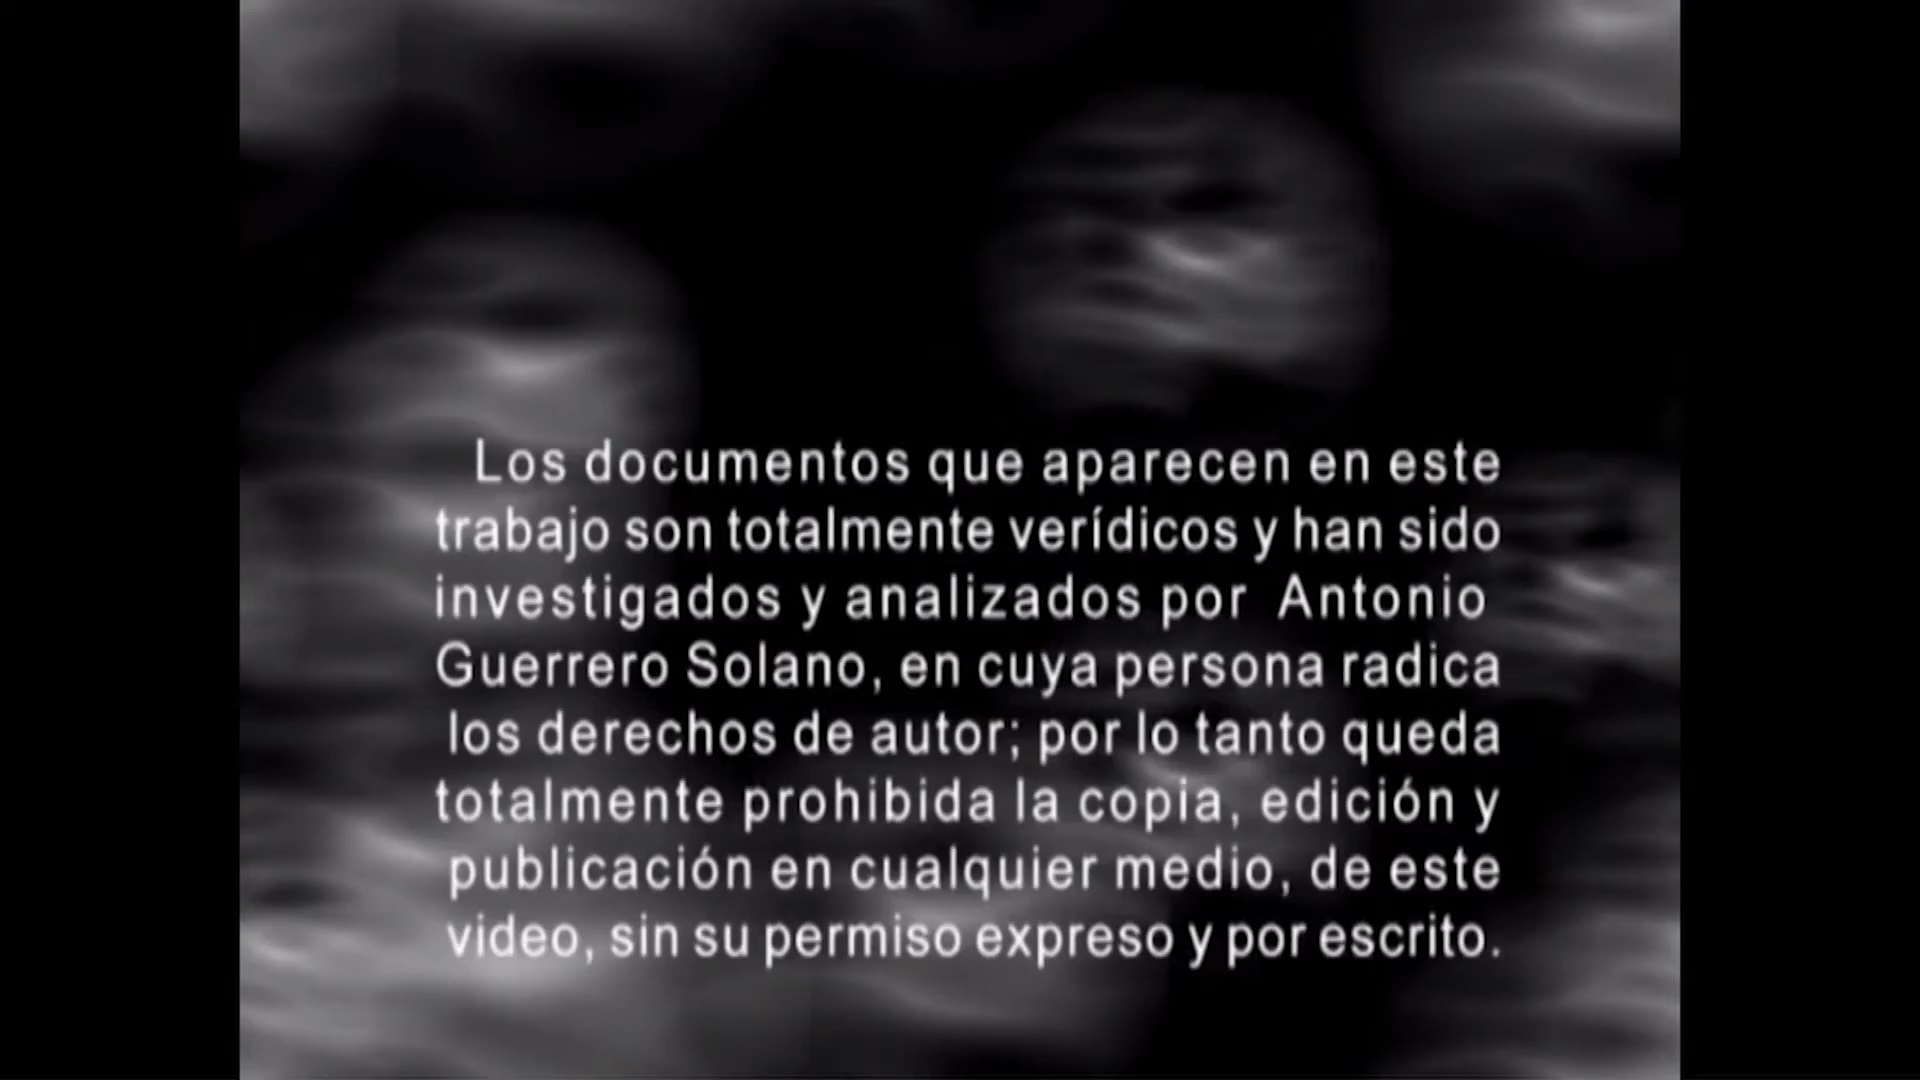 Los documentos que aparecen en este
trabajo son totalmente verídicos y han sido
investigados y analizados por Antonio
Guerrero Solano, en cuya persona radica
los derechos de autor; por lo tanto queda
totalmente prohibida la copia, edición y
publicación en cualquier medio, de este
video, sin su permiso expreso y por escrito.